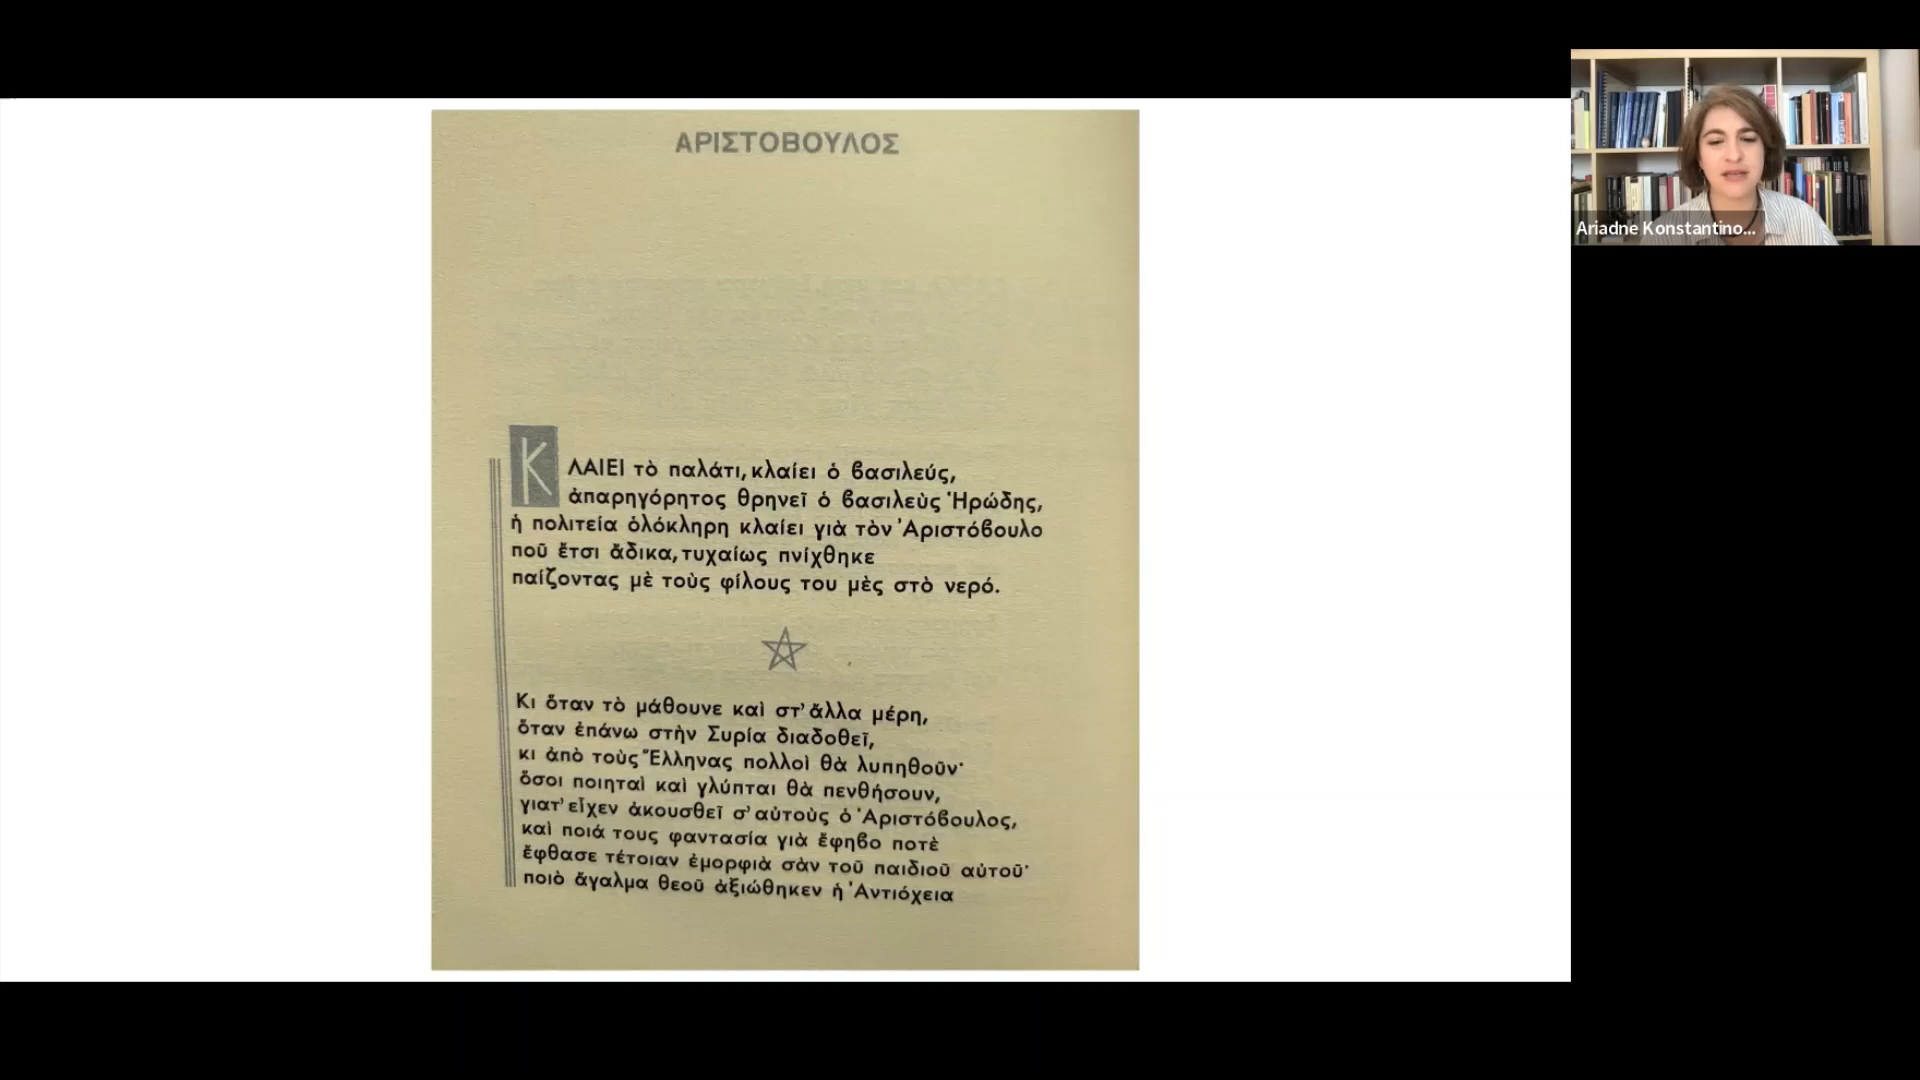 ΑΡΙΣΤΟΒΟΥΛΟΣ
ΚΛΑΙΕΙ τὸ παλάτι, κλαίει ὁ βασιλεύς,
ἀπαρηγόρητος θρηνεῖ ὁ βασιλεὺς Ἡρώδης,
ἡ πολιτεία ὁλόκληρη κλαίει γιὰ τὸν Ἀριστόβουλο
ποῦ ἔτσι ἄδικα, τυχαίως πνίχθηκε
παίζοντας μὲ τοὺς φίλους του μὲς στὸ νερό.
Κι ὅταν τὸ μάθουνε καὶ στ' ἄλλα μέρη,
ὅταν ἐπάνω στὴν Συρία διαδοθεῖ,
κι ἀπὸ τοὺς Ἕλληνας πολλοὶ θὰ λυπηθοῦν·
ὅσοι ποιηταὶ καὶ γλύπται θὰ πενθήσουν,
γιατ' εἶχεν ἀκουσθεῖ σ' αὐτοὺς ὁ Ἀριστόβουλος,
καὶ ποιά τους φαντασία γιὰ ἔφηβο ποτὲ
ἔφθασε τέτοιαν ἐμορφιὰ σὰν τοῦ παιδιοῦ αὐτοῦ·
ποιὸ ἄγαλμα θεοῦ ἀξιώθηκεν ἡ Ἀντιόχεια
Ariadne Konstantino...